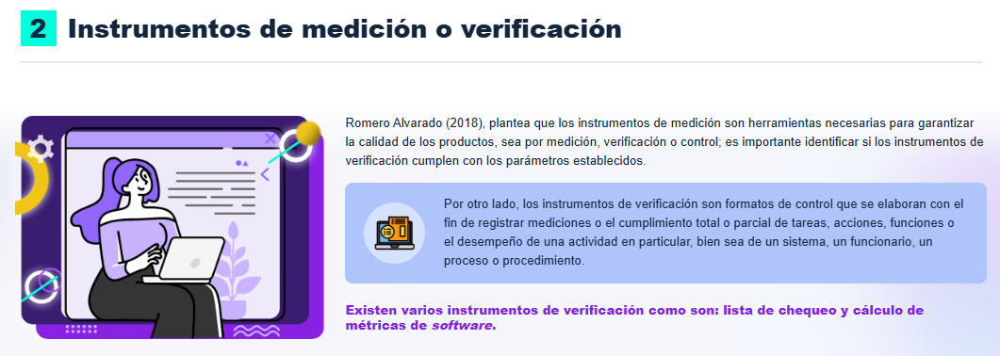 2 Instrumentos de medición o verificación
Romero Alvarado (2018), plantea que los instrumentos de medición son herramientas necesarias para garantizar
la calidad de los productos, sea por medición, verificación o control; es importante identificar si los instrumentos de
verificación cumplen con los parámetros establecidos.
Por otro lado, los instrumentos de verificación son formatos de control que se elaboran con el
fin de registrar mediciones o el cumplimiento total o parcial de tareas, acciones, funciones o
el desempeño de una actividad en particular, bien sea de un sistema, un funcionario, un
proceso o procedimiento.
Existen varios instrumentos de verificación como son: lista de chequeo y cálculo de
métricas de software.